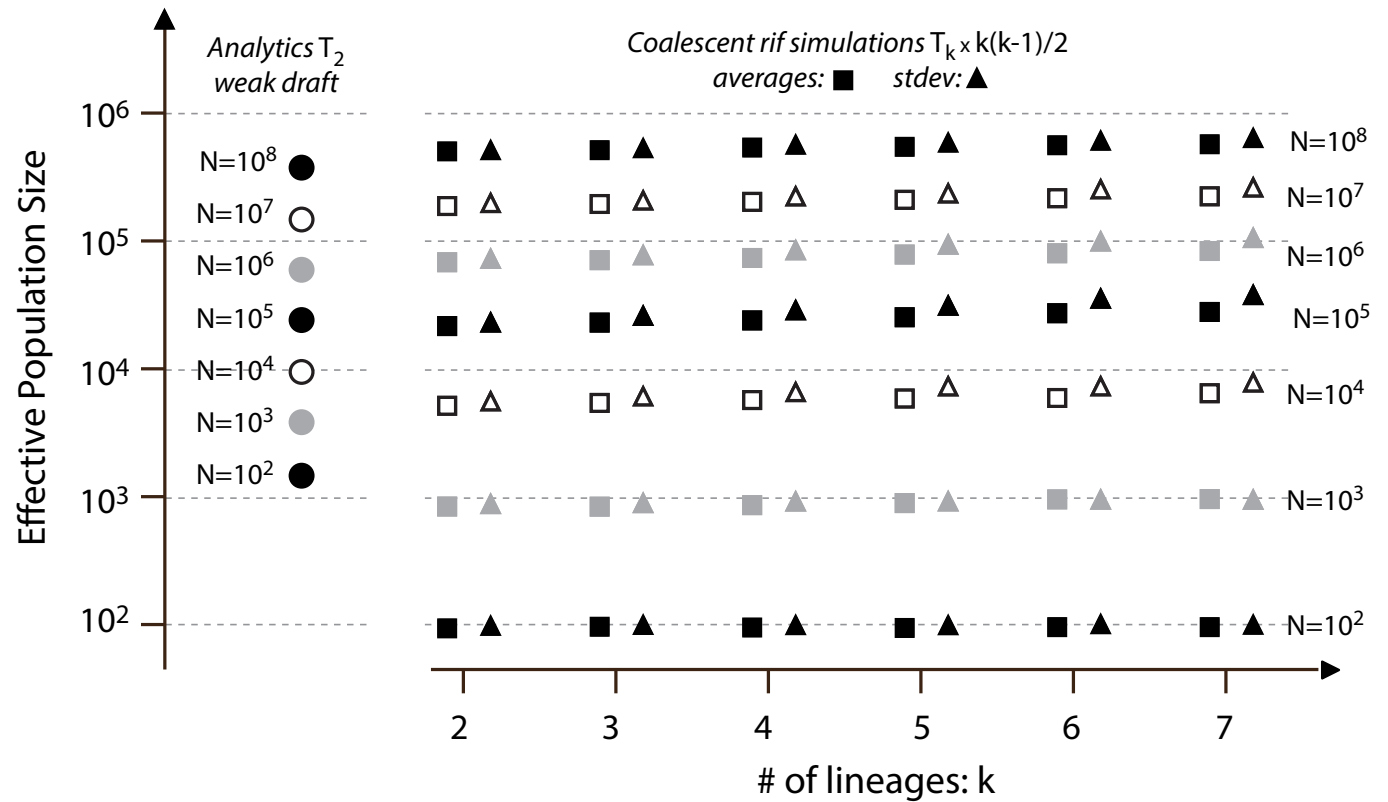 Analytics T2
weak draft
Coalescent rif simulations Tk x k(k-1)/2
averages: ■ stdev: ▲
Effective Population Size
10^6
10^5
10^4
10^3
10^2
N=10^8
N=10^7
N=10^6
N=10^5
N=10^4
N=10^3
N=10^2
N=10^8
N=10^7
N=10^6
N=10^5
N=10^4
N=10^3
N=10^2
2 3 4 5 6 7
# of lineages: k